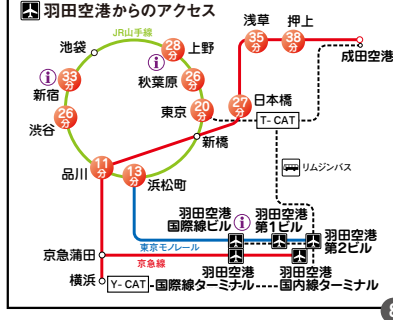 羽田空港からのアクセス
JR山手線
池袋
28分
上野
浅草
35分
押上
38分
成田空港
i
33分
新宿
i
秋葉原
26分
26分
渋谷
東京
20分
27分
日本橋
T- CAT
新橋
品川
11分
13分
浜松町
リムジンバス
羽田空港
国際線ビル
i
羽田空港
第1ビル
羽田空港
第2ビル
東京モノレール
京急蒲田
京急線
羽田空港
国際線ターミナル
羽田空港
国内線ターミナル
横浜
Y- CAT
8